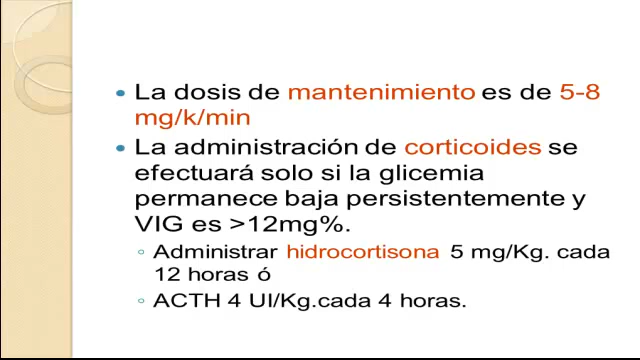 La dosis de mantenimiento es de 5-8
mg/k/min
La administración de corticoides se
efectuará solo si la glicemia
permanece baja persistentemente y
VIG es >12mg%.
Administrar hidrocortisona 5 mg/Kg. cada
12 horas ó
ACTH 4 UI/Kg.cada 4 horas.